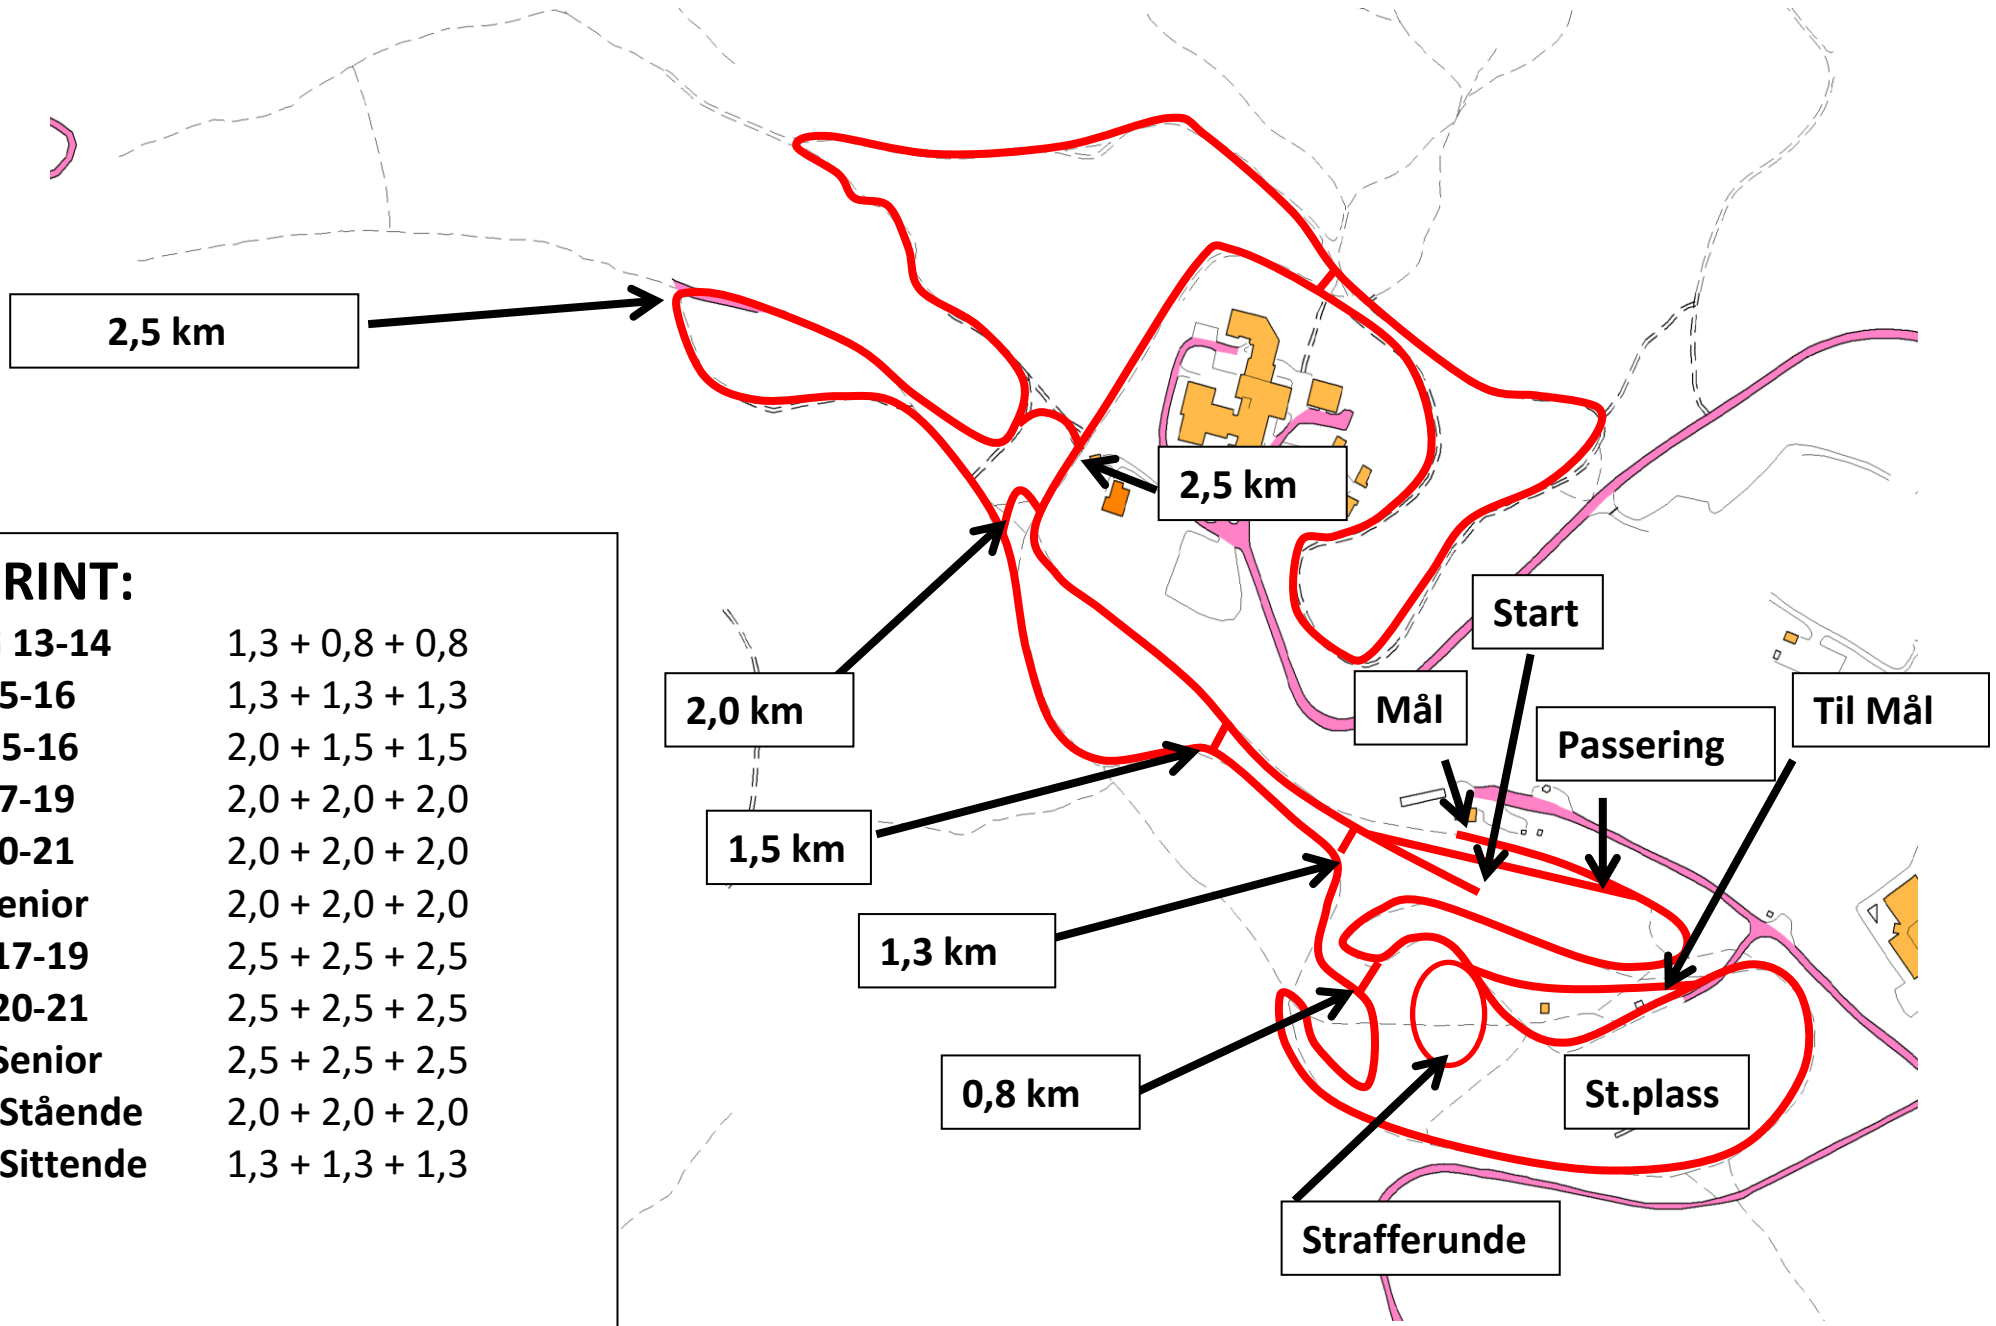 2,5 km
2,5 km
Start
Mål
Til Mål
Passering
2,0 km
1,5 km
1,3 km
0,8 km
St.plass
Strafferunde
RINT:
13-14 1,3 + 0,8 + 0,8
5-16 1,3 + 1,3 + 1,3
5-16 2,0 + 1,5 + 1,5
7-19 2,0 + 2,0 + 2,0
0-21 2,0 + 2,0 + 2,0
enior 2,0 + 2,0 + 2,0
17-19 2,5 + 2,5 + 2,5
20-21 2,5 + 2,5 + 2,5
Senior 2,5 + 2,5 + 2,5
Stående 2,0 + 2,0 + 2,0
Sittende 1,3 + 1,3 + 1,3